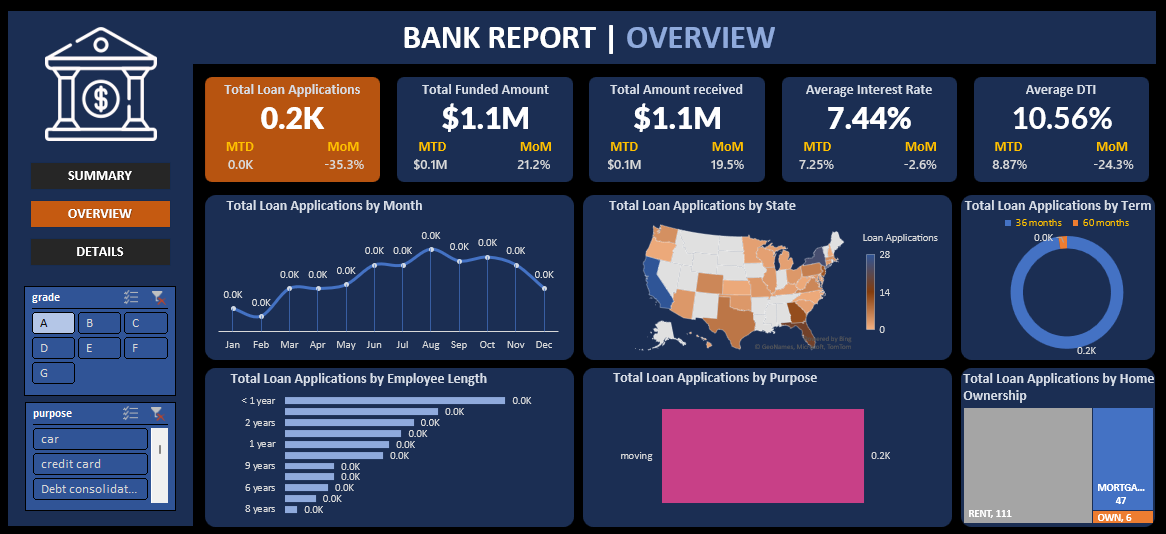 BANK REPORT | OVERVIEW
SUMMARY
OVERVIEW
DETAILS
grade
A B C
D E F
G
purpose
car
credit card
Debt consolidat...
Total Loan Applications
0.2K
MTD MoM
0.0K -35.3%
Total Funded Amount
$1.1M
MTD MoM
$0.1M 21.2%
Total Amount received
$1.1M
MTD MoM
$0.1M 19.5%
Average Interest Rate
7.44%
MTD MoM
7.25% -2.6%
Average DTI
10.56%
MTD MoM
8.87% -24.3%
Total Loan Applications by Month
0.0K 0.0K 0.0K 0.0K 0.0K 0.0K 0.0K 0.0K 0.0K 0.0K 0.0K 0.0K
Jan Feb Mar Apr May Jun Jul Aug Sep Oct Nov Dec
Total Loan Applications by State
Loan Applications
28
14
0
by Bing
© GeoNames, Microsoft, TomTom
Total Loan Applications by Term
36 months 60 months
0.0K
0.2K
Total Loan Applications by Employee Length
< 1 year 0.0K
0.0K
2 years 0.0K
0.0K
1 year 0.0K
0.0K
9 years 0.0K
0.0K
6 years 0.0K
0.0K
8 years 0.0K
Total Loan Applications by Purpose
moving 0.2K
Total Loan Applications by Home
Ownership
RENT, 111
MORTGA...
47
OWN, 6